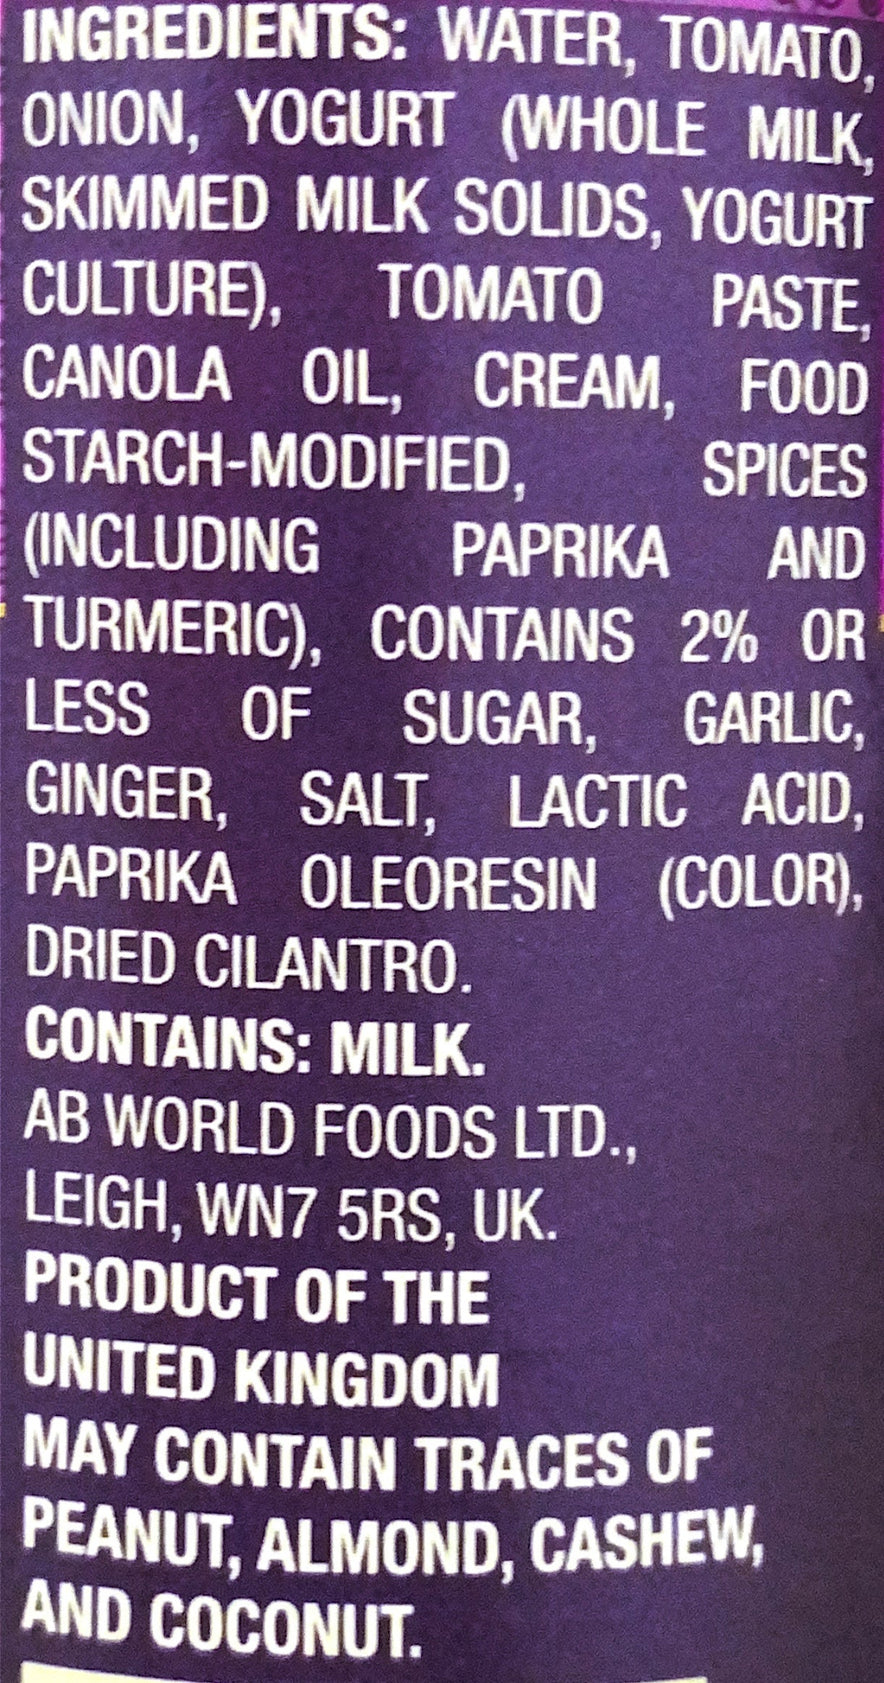 INGREDIENTS: WATER, TOMATO,
ONION, YOGURT (WHOLE MILK,
SKIMMED MILK SOLIDS, YOGURT
CULTURE), TOMATO PASTE,
CANOLA OIL, CREAM, FOOD
STARCH-MODIFIED, SPICES
(INCLUDING PAPRIKA AND
TURMERIC), CONTAINS 2% OR
LESS OF SUGAR, GARLIC,
GINGER, SALT, LACTIC ACID,
PAPRIKA OLEORESIN (COLOR),
DRIED CILANTRO.
CONTAINS: MILK.
AB WORLD FOODS LTD.,
LEIGH, WN7 5RS, UK.
PRODUCT OF THE
UNITED KINGDOM
MAY CONTAIN TRACES OF
PEANUT, ALMOND, CASHEW,
AND COCONUT.